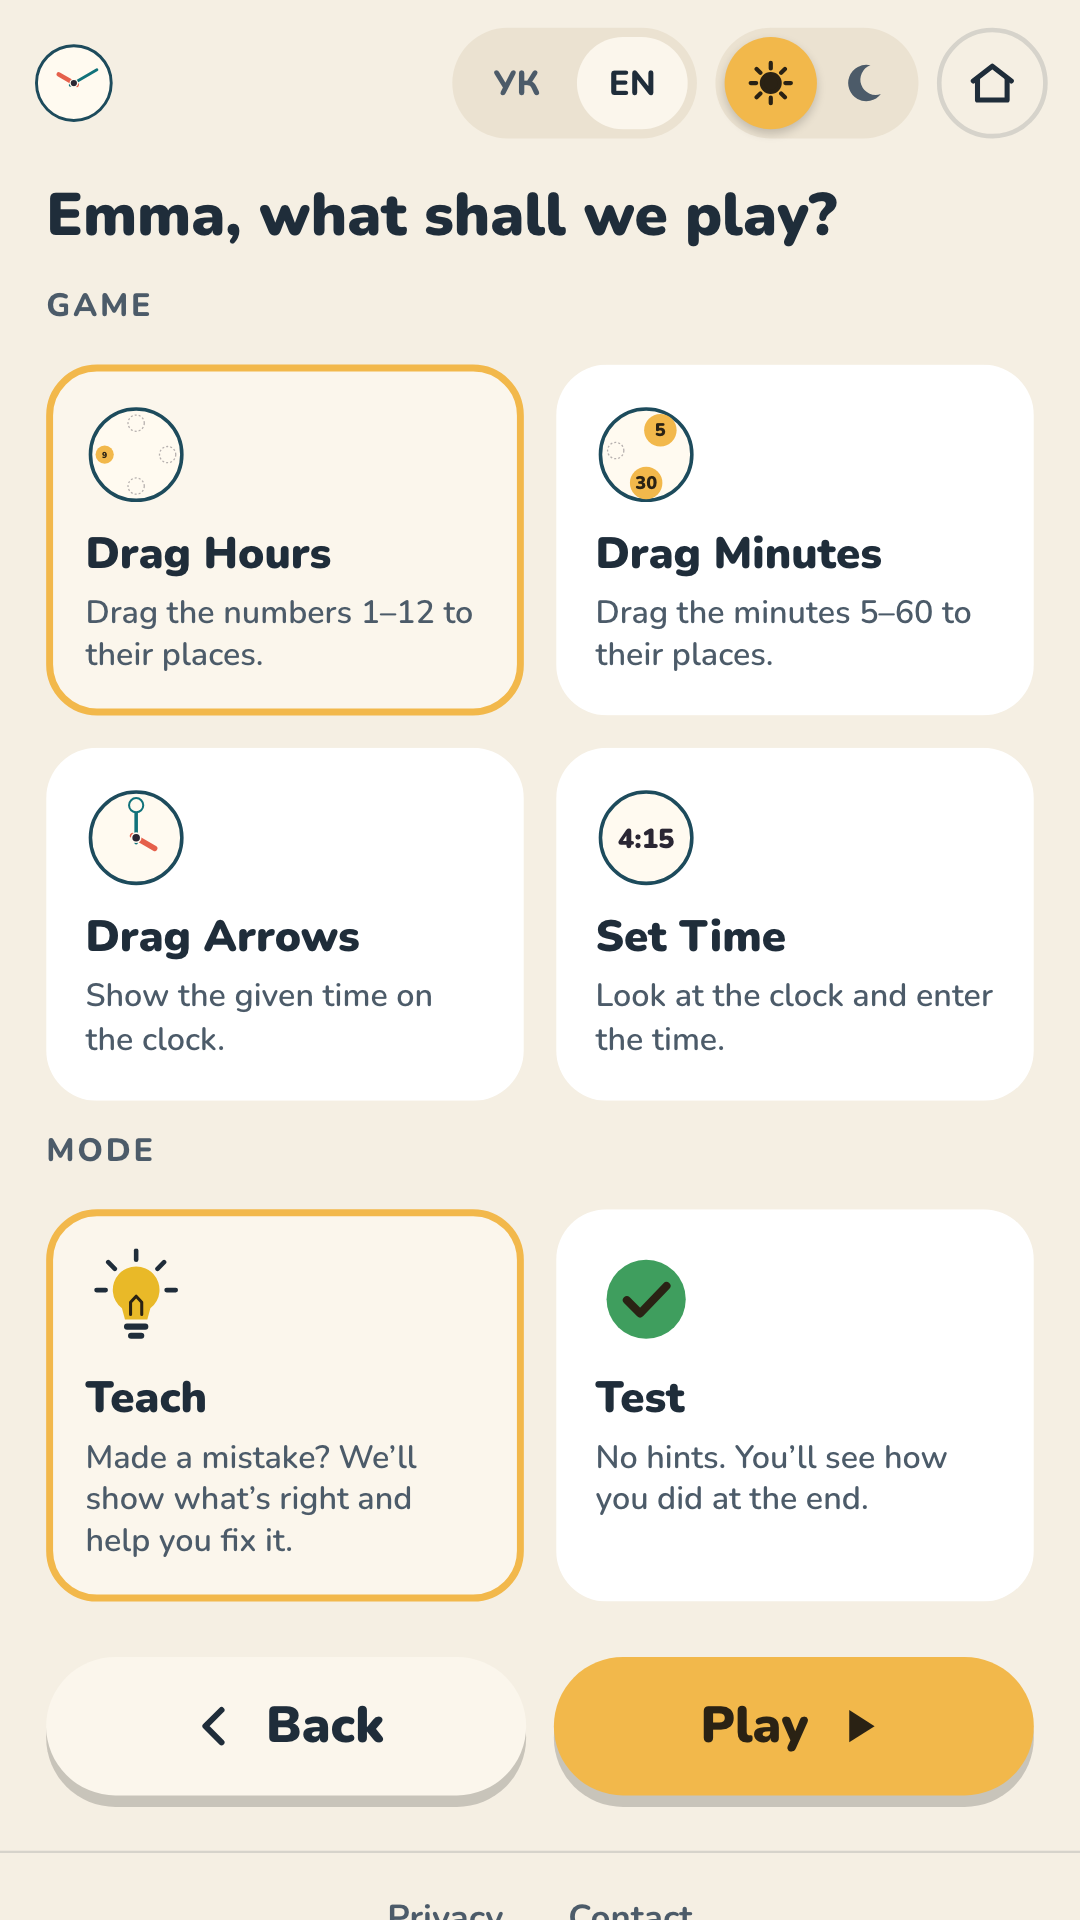 УК EN
Emma, what shall we play?
GAME
9
5
30
Drag Hours
Drag the numbers 1–12 to
their places.
Drag Minutes
Drag the minutes 5–60 to
their places.
Drag Arrows
Show the given time on
the clock.
4:15
Set Time
Look at the clock and enter
the time.
MODE
Teach
Made a mistake? We’ll
show what’s right and
help you fix it.
Test
No hints. You’ll see how
you did at the end.
Back
Play
Privacy Contact